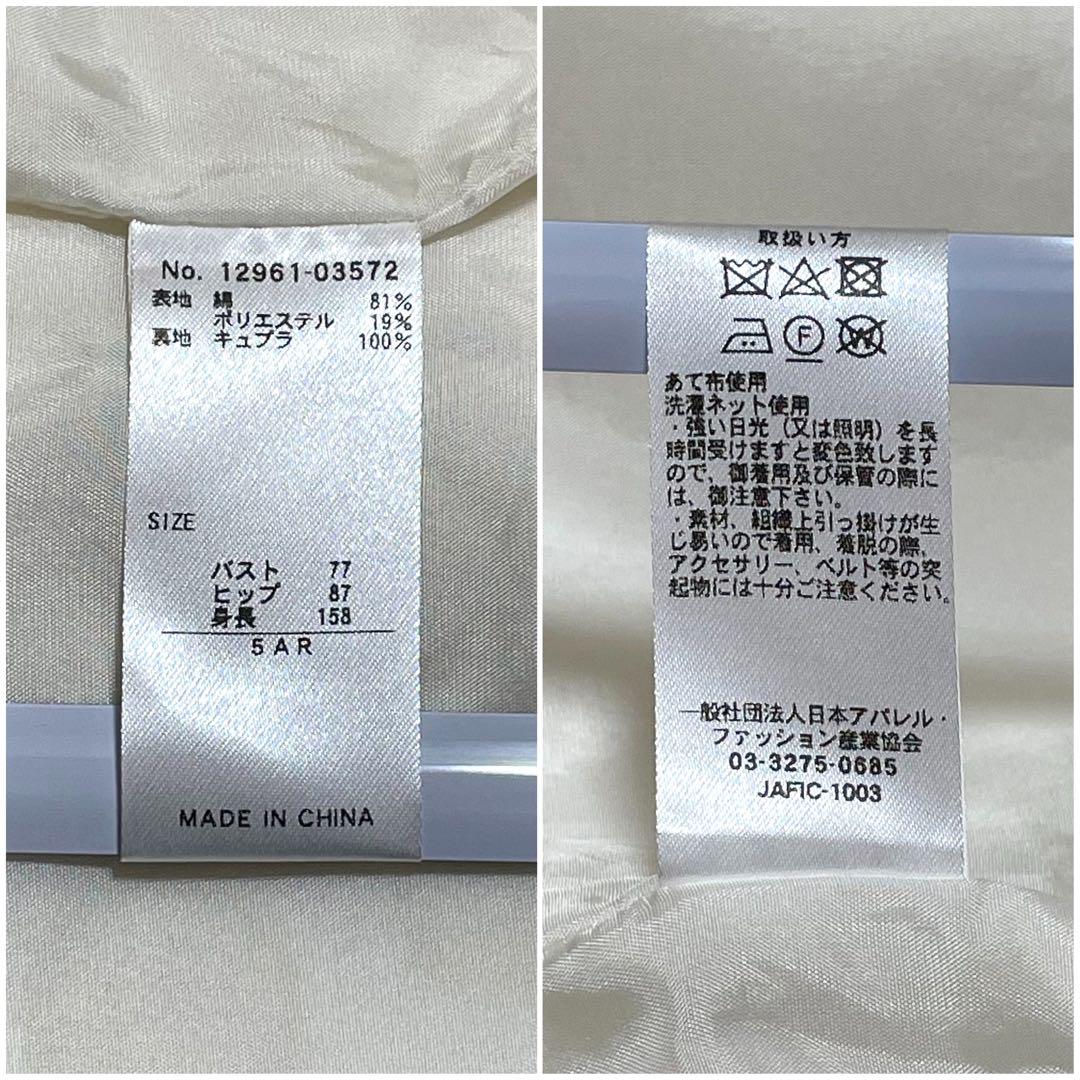 No. 12961-03572
表地 綿 81%
ポリエステル 19%
裏地 キュプラ 100%
SIZE
バスト 77
ヒップ 87
身長 158
5AR
MADE IN CHINA
取扱い方
F
W
あて布使用
洗濯ネット使用
・強い日光(又は照明)を長
時間受けますと変色致します
ので、御着用及び保管の際に
は、御注意下さい。
・素材、組織上引っ掛けが生
じ易いので着用、着脱の際、
アクセサリー、ベルト等の突
起物には十分ご注意ください。
一般社団法人日本アパレル・
ファッション産業協会
03-3275-0685
JAFIC-1003